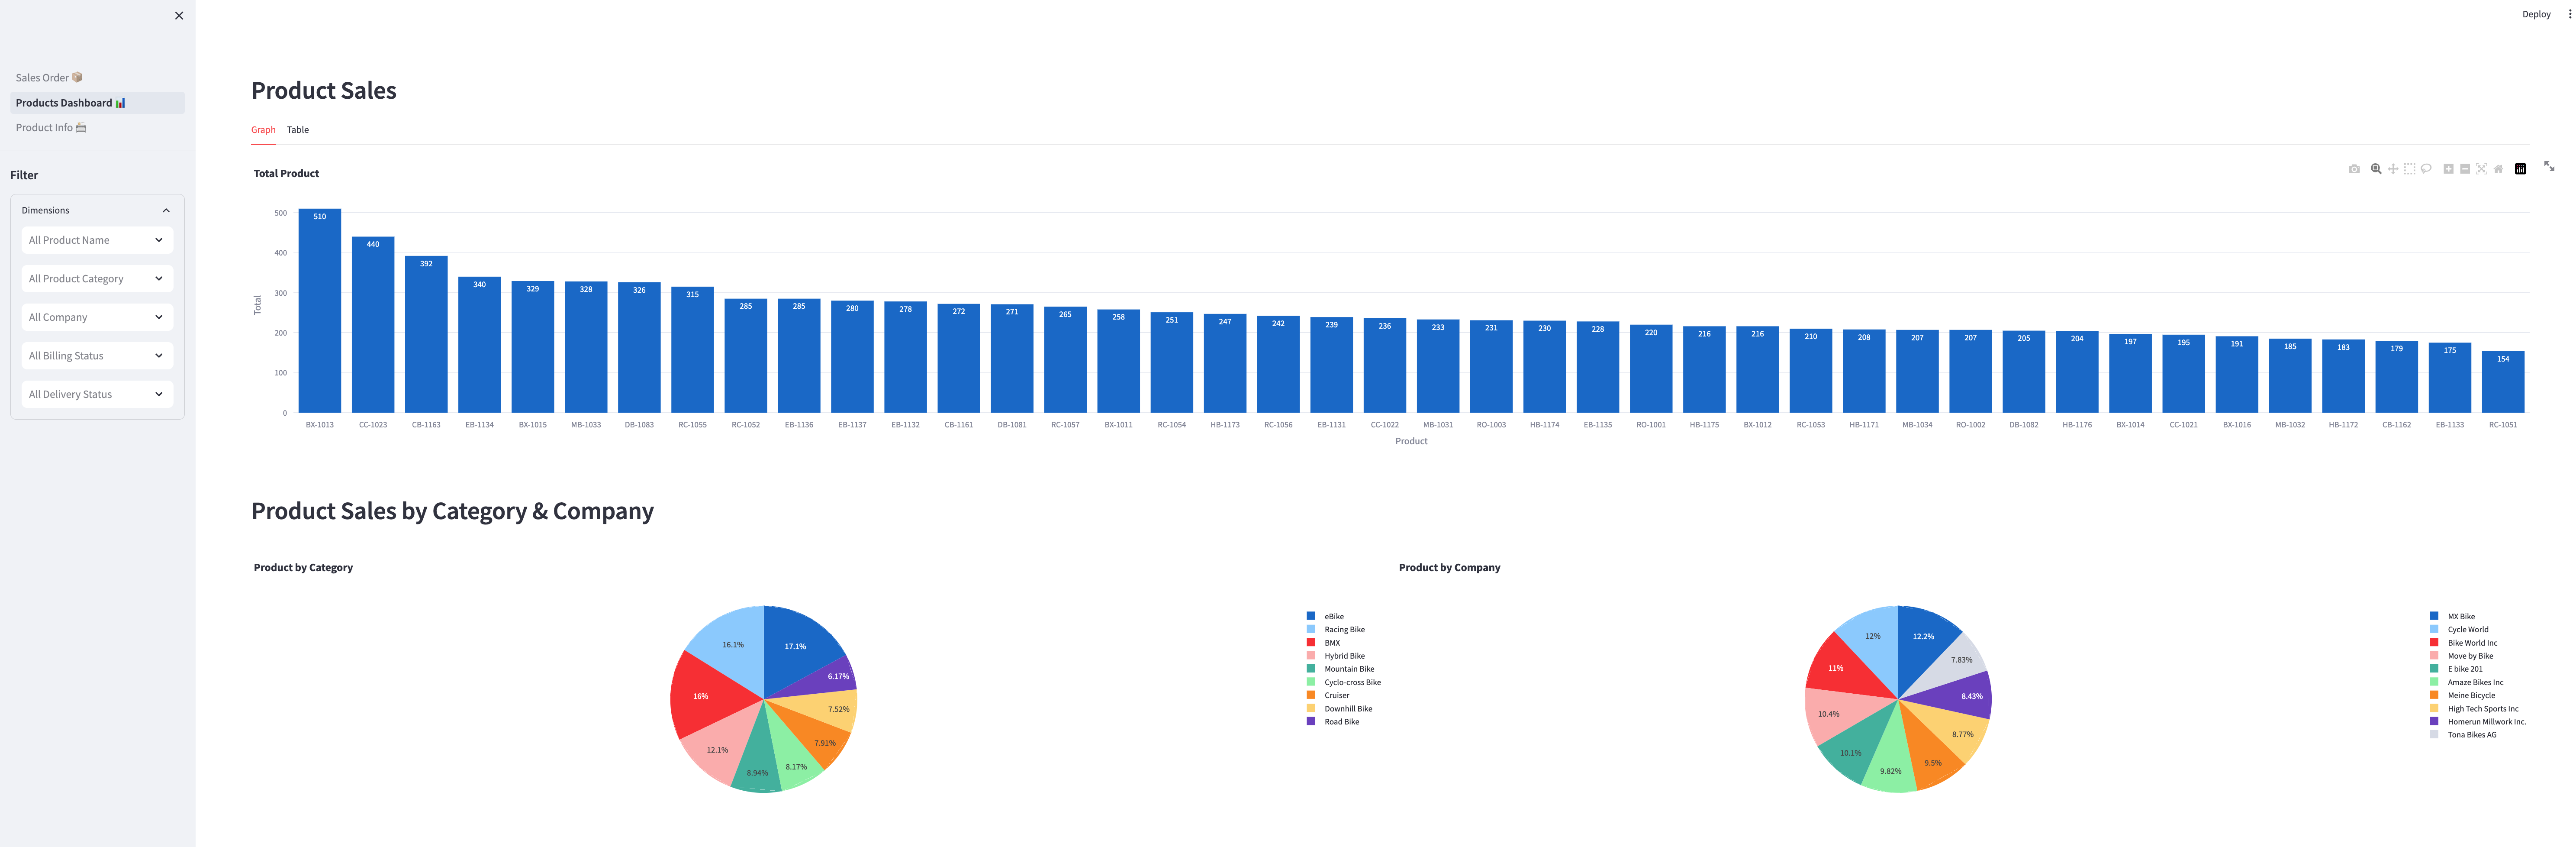 Deploy
Sales Order
Products Dashboard
Product Info
Filter
Dimensions
All Product Name
All Product Category
All Company
All Billing Status
All Delivery Status
Product Sales
Graph Table
Total Product
Total
500
400
300
200
100
0
510 440 392 340 329 328 326 315 285 285 280 278 272 271 265 258 251 247 242 239 236 233 231 230 228 220 216 216 210 208 207 207 205 204 197 195 191 185 183 179 175 154
BX-1013 CC-1023 CB-1163 EB-1134 BX-1015 MB-1033 DB-1083 RC-1055 RC-1052 EB-1136 EB-1137 EB-1132 CB-1161 DB-1081 RC-1057 BX-1011 RC-1054 HB-1173 RC-1056 EB-1131 CC-1022 MB-1031 RO-1003 HB-1174 EB-1135 RO-1001 HB-1175 BX-1012 RC-1053 HB-1171 MB-1034 RO-1002 DB-1082 HB-1176 BX-1014 CC-1021 BX-1016 MB-1032 HB-1172 CB-1162 EB-1133 RC-1051
Product
Product Sales by Category & Company
Product by Category
17.1%
6.17%
7.52%
7.91%
8.17%
8.94%
12.1%
16%
16.1%
eBike
Racing Bike
BMX
Hybrid Bike
Mountain Bike
Cyclo-cross Bike
Cruiser
Downhill Bike
Road Bike
Product by Company
12.2%
7.83%
8.43%
8.77%
9.5%
9.82%
10.1%
10.4%
11%
12%
MX Bike
Cycle World
Bike World Inc
Move by Bike
E bike 201
Amaze Bikes Inc
Meine Bicycle
High Tech Sports Inc
Homerun Millwork Inc.
Tona Bikes AG